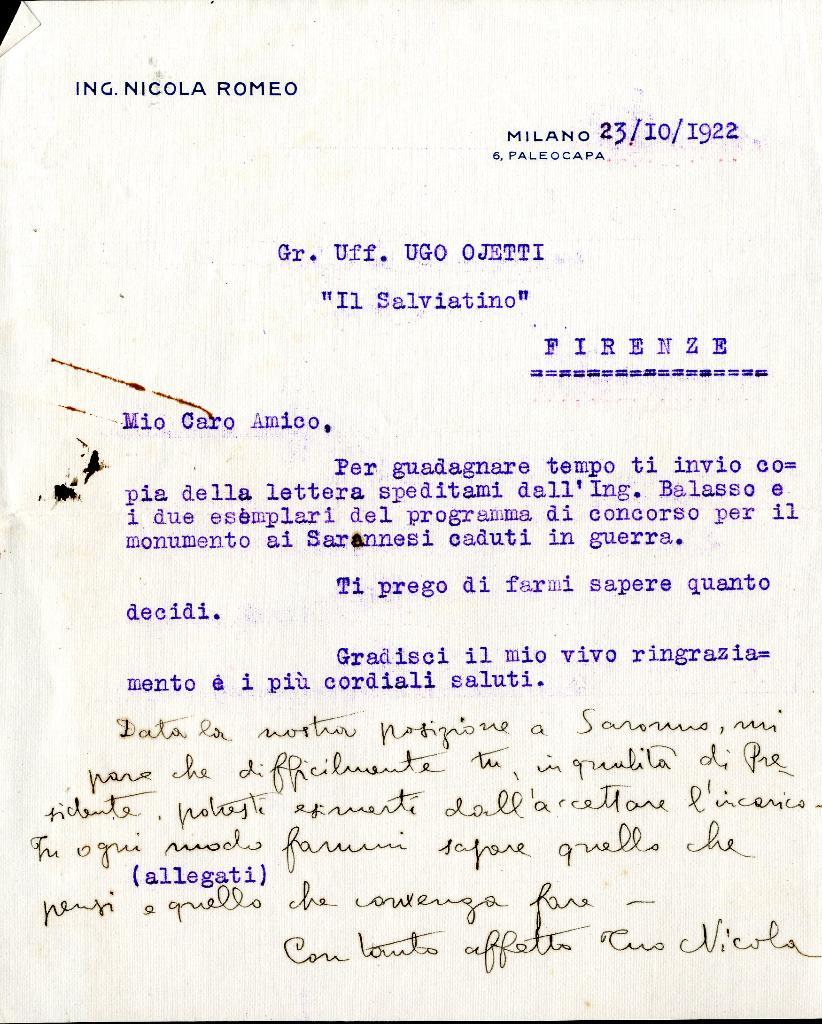 ING. NICOLA ROMEO
MILANO 23/10/1922
6, PALEOCAPA
Gr. Uff. UGO OJETTI
"Il Salviatino"
F I R E N Z E
==================
Mio Caro Amico,
Per guadagnare tempo ti invio co=
pia della lettera speditami dall'Ing. Balasso e
i due esemplari del programma di concorso per il
monumento ai Sarannesi caduti in guerra.
Ti prego di farmi sapere quanto
decidi.
Gradisci il mio vivo ringrazia=
mento e i più cordiali saluti.
Data la nostra posizione a Saronno, mi
pare che difficilmente tu, in qualità di Pre-
sidente, potresti esimerti dall'accettare l'incarico.
In ogni modo fammi sapere quello che
(allegati)
pensi e quello che convenga fare —
Con tanto affetto Tuo Nicola